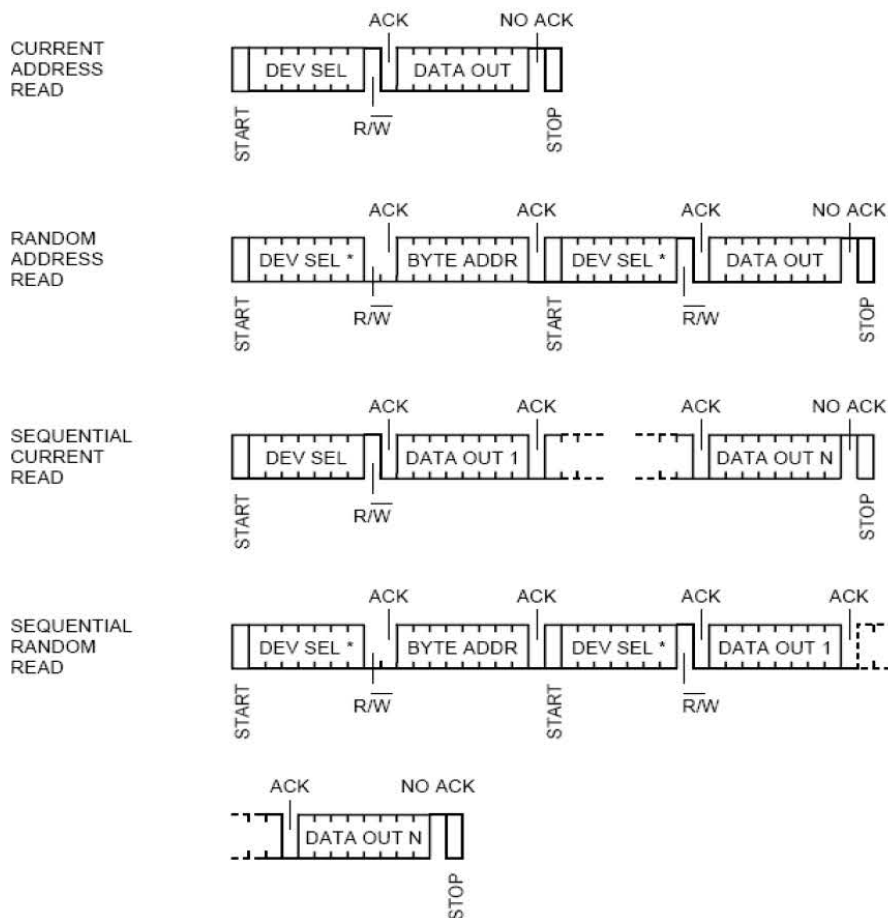 ACK NO ACK
CURRENT
ADDRESS
READ
DEV SEL DATA OUT
START R/W STOP
ACK ACK ACK NO ACK
RANDOM
ADDRESS
READ
DEV SEL * BYTE ADDR DEV SEL * DATA OUT
START R/W START R/W STOP
ACK ACK ACK NO ACK
SEQUENTIAL
CURRENT
READ
DEV SEL DATA OUT 1 DATA OUT N
START R/W STOP
ACK ACK ACK ACK
SEQUENTIAL
RANDOM
READ
DEV SEL * BYTE ADDR DEV SEL * DATA OUT 1
START R/W START R/W
ACK NO ACK
DATA OUT N
STOP